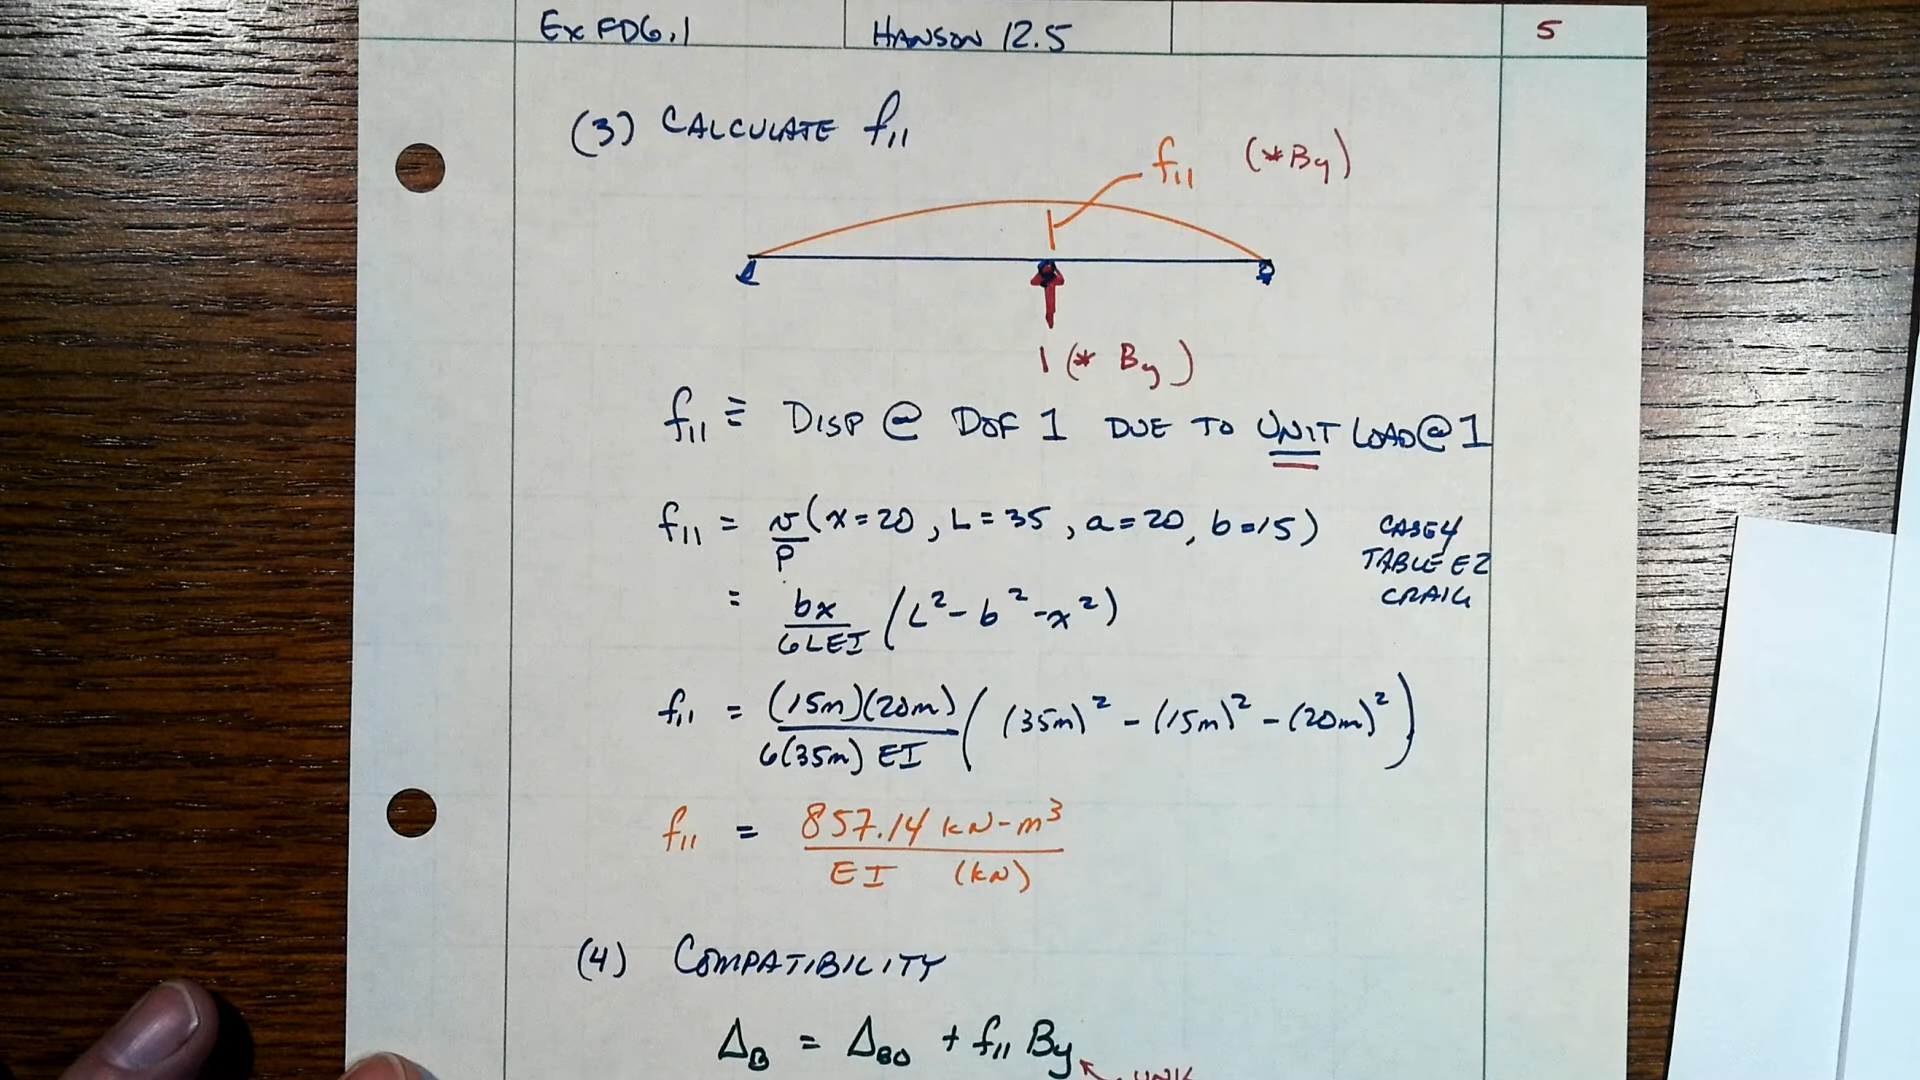 Ex FD6.1 HANSON 12.5 5
(3) CALCULATE f₁₁
f₁₁ (*By)
1 (* By)
f₁₁ ≡ DISP @ DOF 1 DUE TO UNIT LOAD @ 1
f₁₁ = v/P (x=20, L=35, a=20, b=15) CASE 4
TABLE E2
CRAIG
= bx/6LEI (L² - b² - x²)
f₁₁ = (15m)(20m)/6(35m) EI ((35m)² - (15m)² - (20m)²)
f₁₁ = 857.14 kN-m³/EI (kN)
(4) COMPATIBILITY
Δ_B = Δ_B0 + f₁₁ By